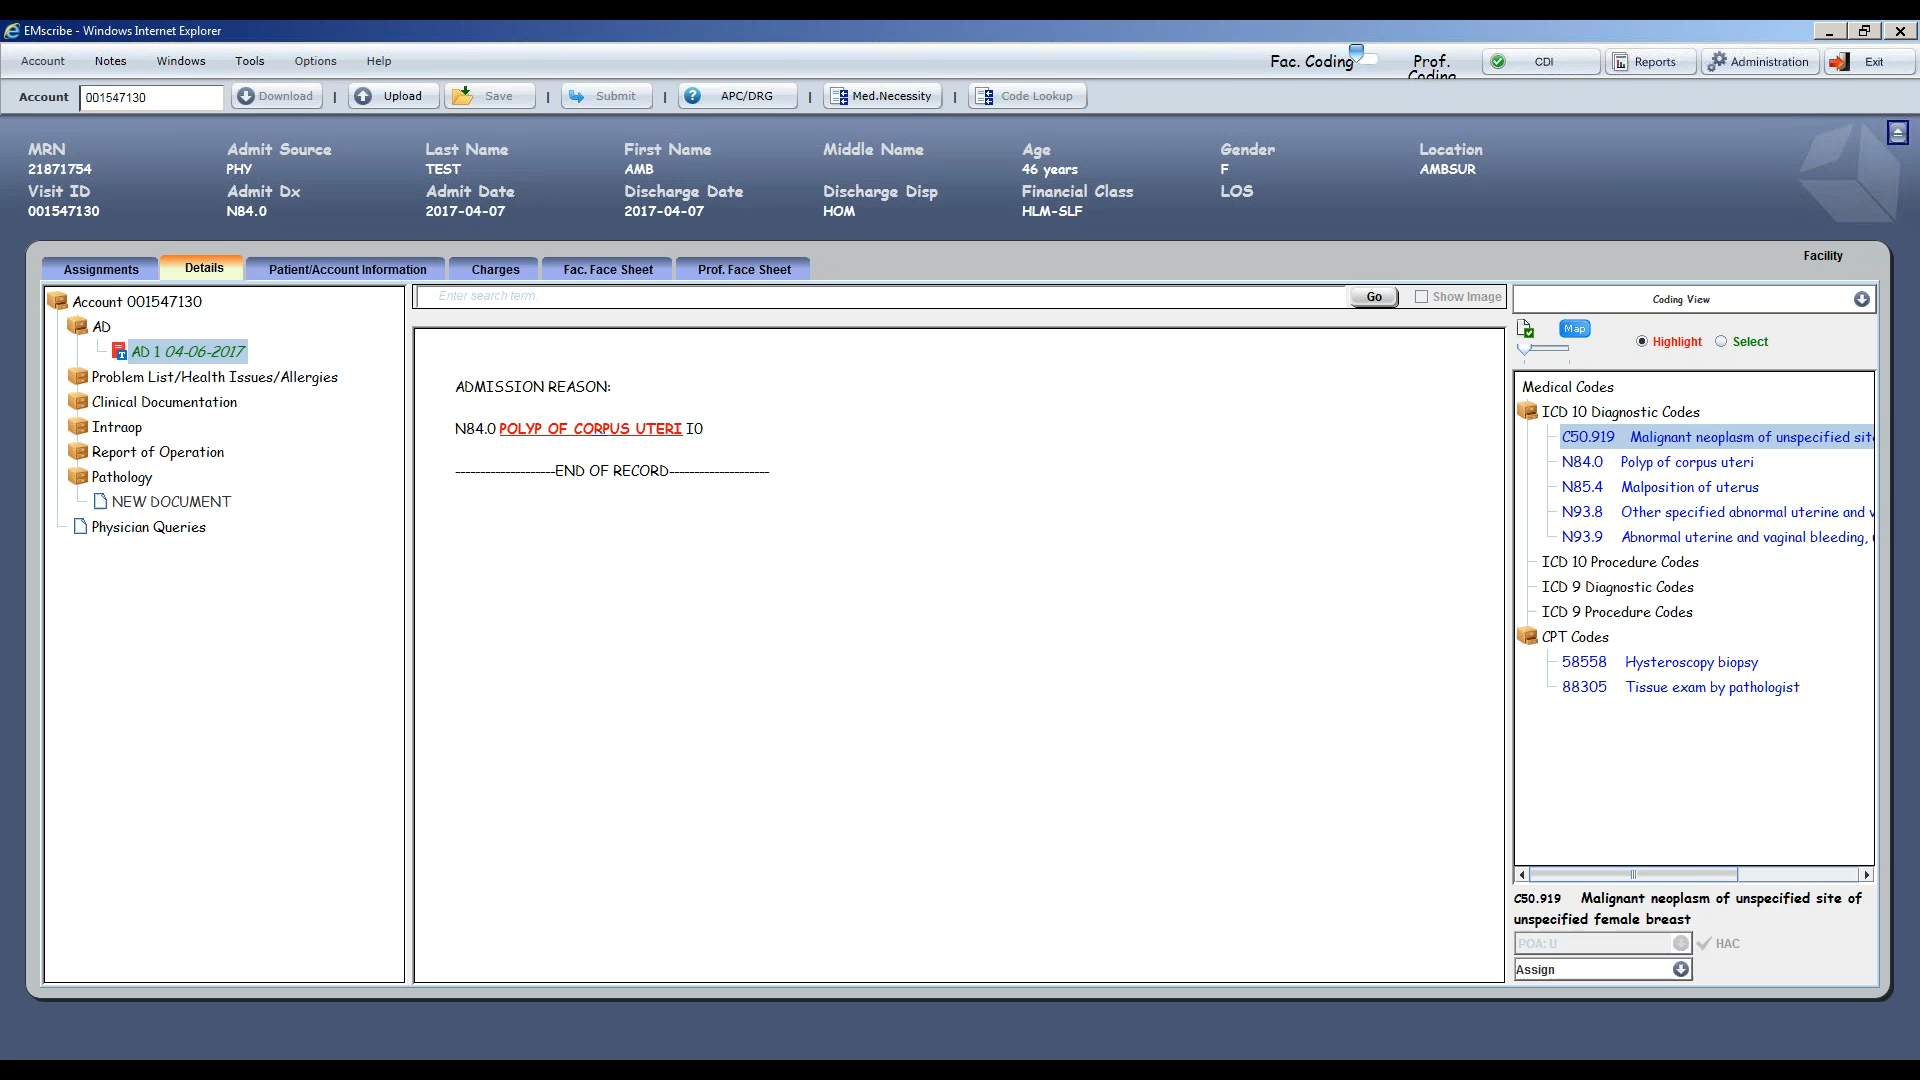 EMscribe - Windows Internet Explorer
Account Notes Windows Tools Options Help Fac. Coding Prof. Coding CDI Reports Administration Exit
Account 001547130 Download | Upload Save | Submit | APC/DRG | Med.Necessity | Code Lookup
MRN Admit Source Last Name First Name Middle Name Age Gender Location
21871754 PHY TEST AMB 46 years F AMBSUR
Visit ID Admit Dx Admit Date Discharge Date Discharge Disp Financial Class LOS
001547130 N84.0 2017-04-07 2017-04-07 HOM HLM-SLF
Facility
Assignments Details Patient/Account Information Charges Fac. Face Sheet Prof. Face Sheet
Account 001547130
AD
AD 1 04-06-2017
Problem List/Health Issues/Allergies
Clinical Documentation
Intraop
Report of Operation
Pathology
NEW DOCUMENT
Physician Queries
Enter search term Go Show Image
ADMISSION REASON:
N84.0 POLYP OF CORPUS UTERI I0
--------------------END OF RECORD--------------------
Coding View
Map Highlight Select
Medical Codes
ICD 10 Diagnostic Codes
C50.919 Malignant neoplasm of unspecified site
N84.0 Polyp of corpus uteri
N85.4 Malposition of uterus
N93.8 Other specified abnormal uterine and v
N93.9 Abnormal uterine and vaginal bleeding,
ICD 10 Procedure Codes
ICD 9 Diagnostic Codes
ICD 9 Procedure Codes
CPT Codes
58558 Hysteroscopy biopsy
88305 Tissue exam by pathologist
C50.919 Malignant neoplasm of unspecified site of
unspecified female breast
POA: U HAC
Assign